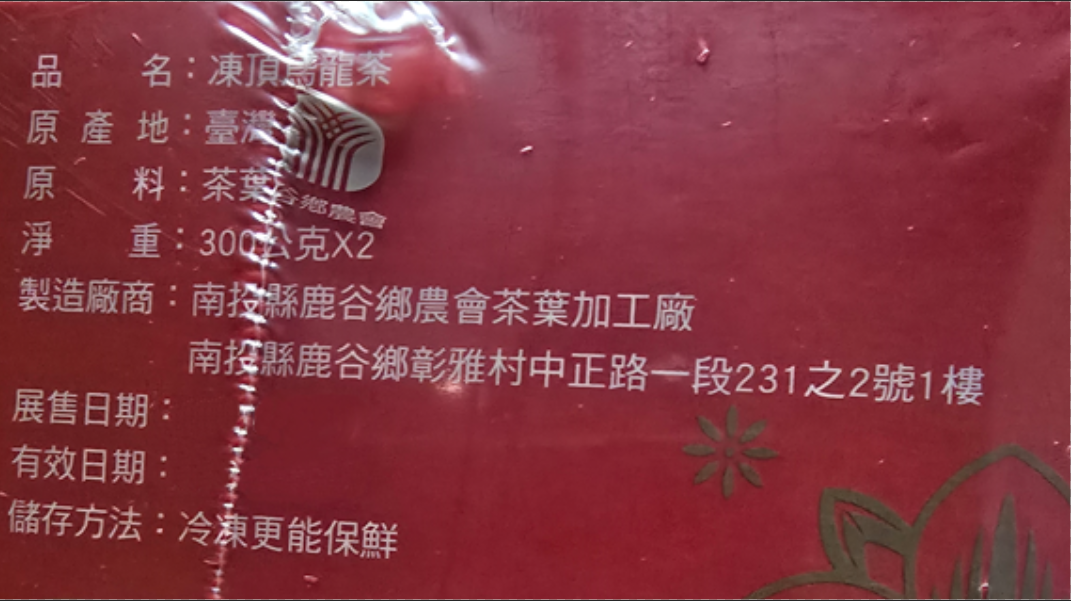 品 名：凍頂烏龍茶
原 產 地：臺灣
原 料：茶葉
谷鄉農會
淨 重：300公克X2
製造廠商：南投縣鹿谷鄉農會茶葉加工廠
南投縣鹿谷鄉彰雅村中正路一段231之2號1樓
展售日期：
有效日期：
儲存方法：冷凍更能保鮮